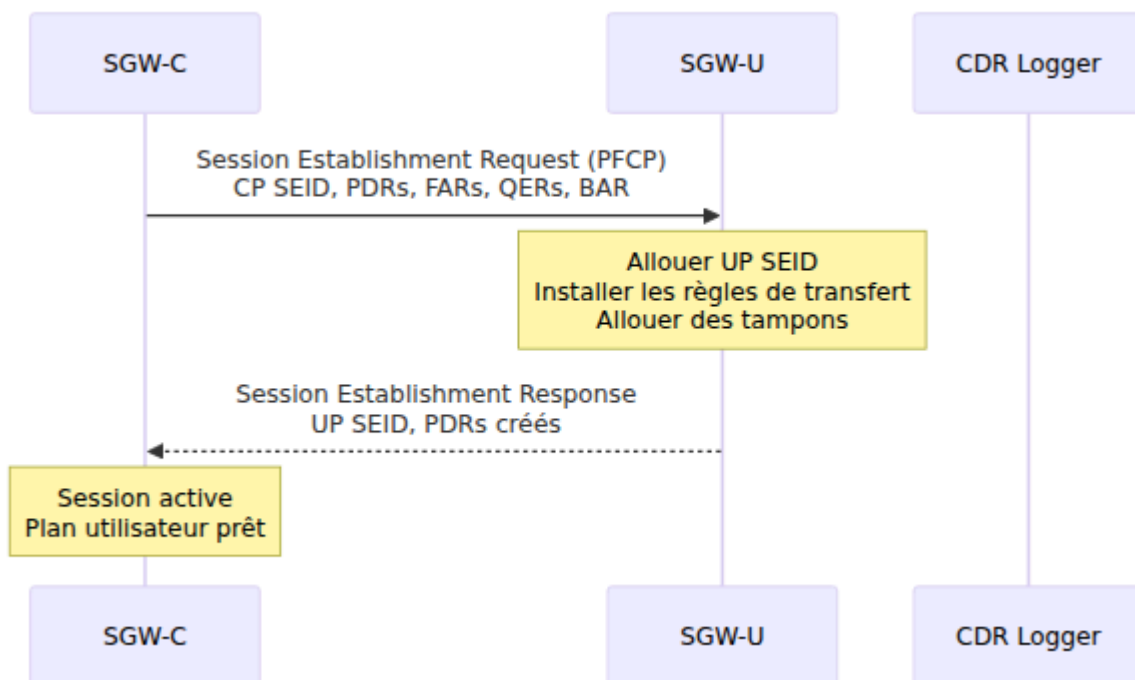 SGW-C
SGW-U
CDR Logger
Session Establishment Request (PFCP)
CP SEID, PDRs, FARs, QERs, BAR
Allouer UP SEID
Installer les règles de transfert
Allouer des tampons
Session Establishment Response
UP SEID, PDRs créés
Session active
Plan utilisateur prêt
SGW-C
SGW-U
CDR Logger